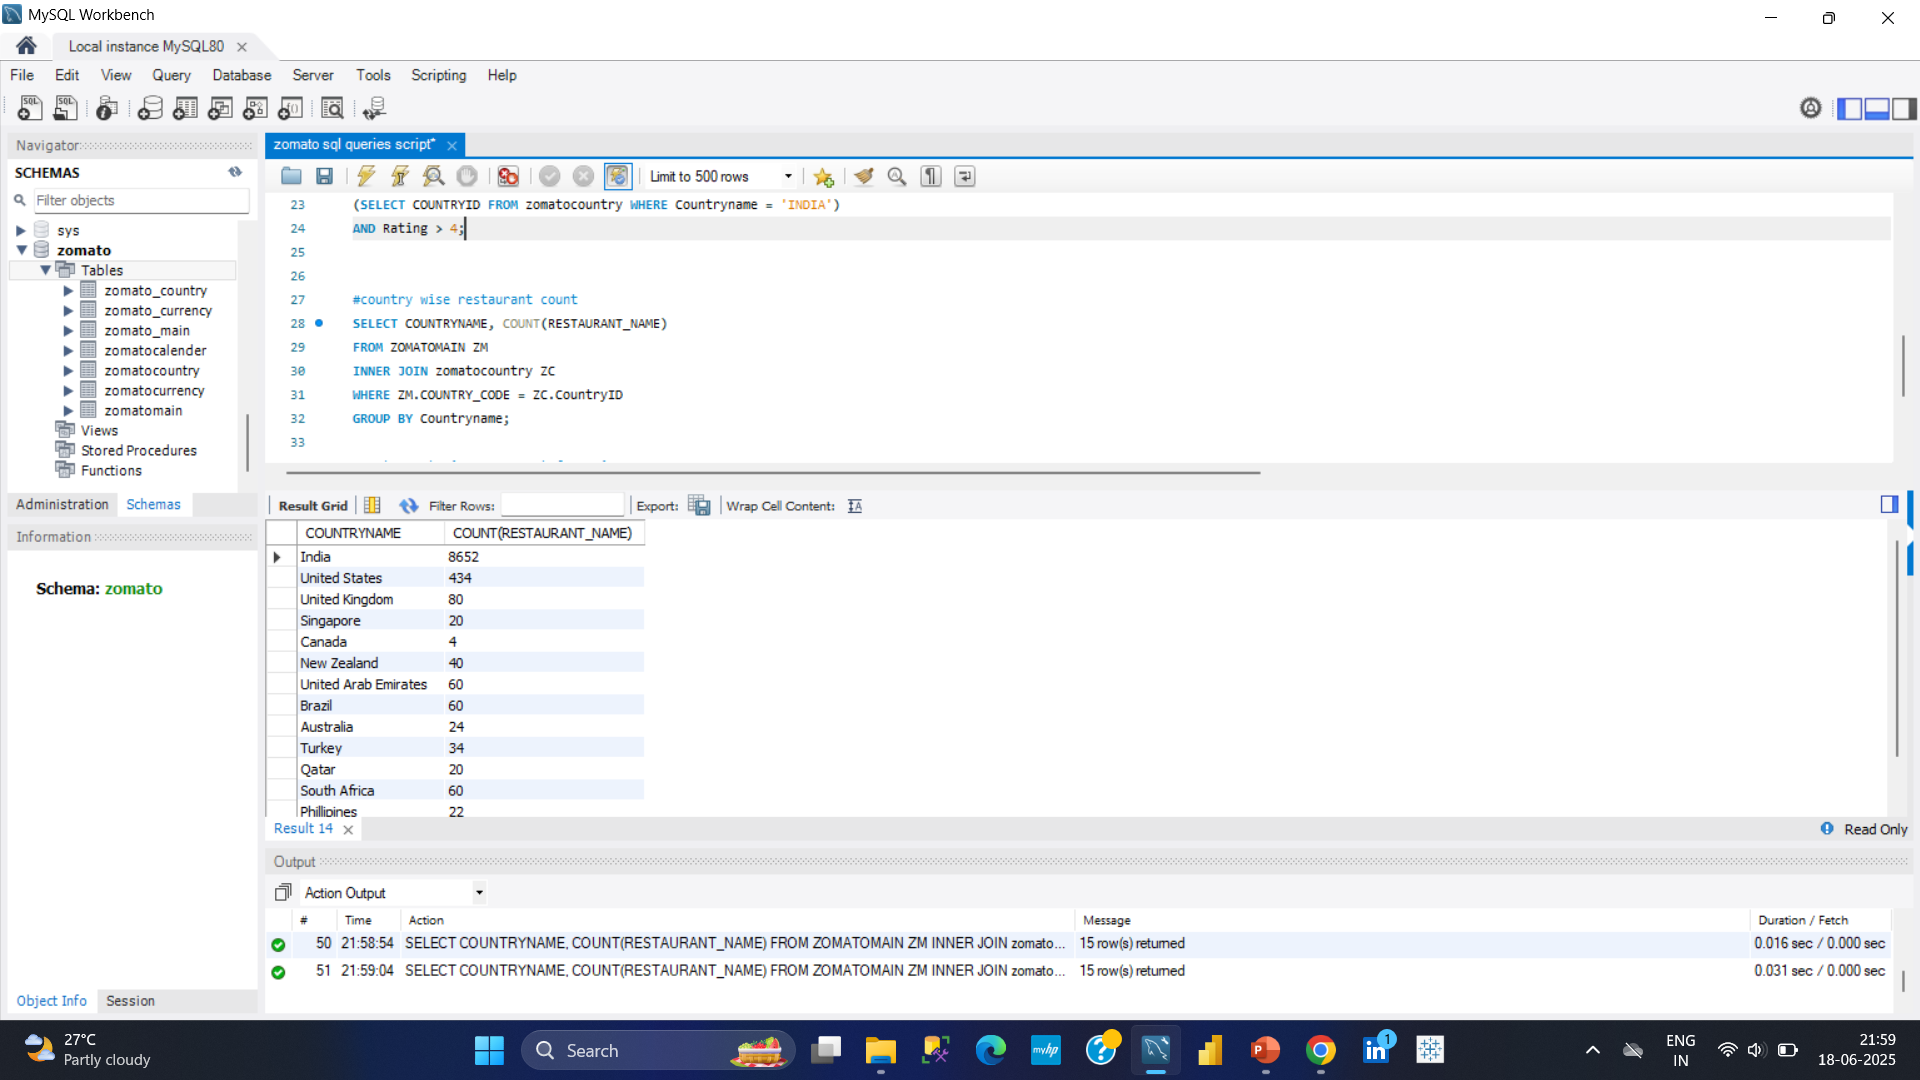 MySQL Workbench
Local instance MySQL80
File Edit View Query Database Server Tools Scripting Help
Navigator
SCHEMAS
Filter objects
sys
zomato
Tables
zomato_country
zomato_currency
zomato_main
zomatocalender
zomatocountry
zomatocurrency
zomatomain
Views
Stored Procedures
Functions
Administration Schemas
Information
Schema: zomato
Object Info Session
zomato sql queries script*
Limit to 500 rows
23 (SELECT COUNTRYID FROM zomatocountry WHERE Countryname = 'INDIA')
24 AND Rating > 4;
25
26
27 #country wise restaurant count
28 SELECT COUNTRYNAME, COUNT(RESTAURANT_NAME)
29 FROM ZOMATOMAIN ZM
30 INNER JOIN zomatocountry ZC
31 WHERE ZM.COUNTRY_CODE = ZC.CountryID
32 GROUP BY Countryname;
33
Result Grid Filter Rows: Export: Wrap Cell Content:
COUNTRYNAME COUNT(RESTAURANT_NAME)
India 8652
United States 434
United Kingdom 80
Singapore 20
Canada 4
New Zealand 40
United Arab Emirates 60
Brazil 60
Australia 24
Turkey 34
Qatar 20
South Africa 60
Phillipines 22
Result 14
Read Only
Output
Action Output
# Time Action Message Duration / Fetch
50 21:58:54 SELECT COUNTRYNAME, COUNT(RESTAURANT_NAME) FROM ZOMATOMAIN ZM INNER JOIN zomato... 15 row(s) returned 0.016 sec / 0.000 sec
51 21:59:04 SELECT COUNTRYNAME, COUNT(RESTAURANT_NAME) FROM ZOMATOMAIN ZM INNER JOIN zomato... 15 row(s) returned 0.031 sec / 0.000 sec
27°C
Partly cloudy
Search
myhp
1
ENG
IN
21:59
18-06-2025